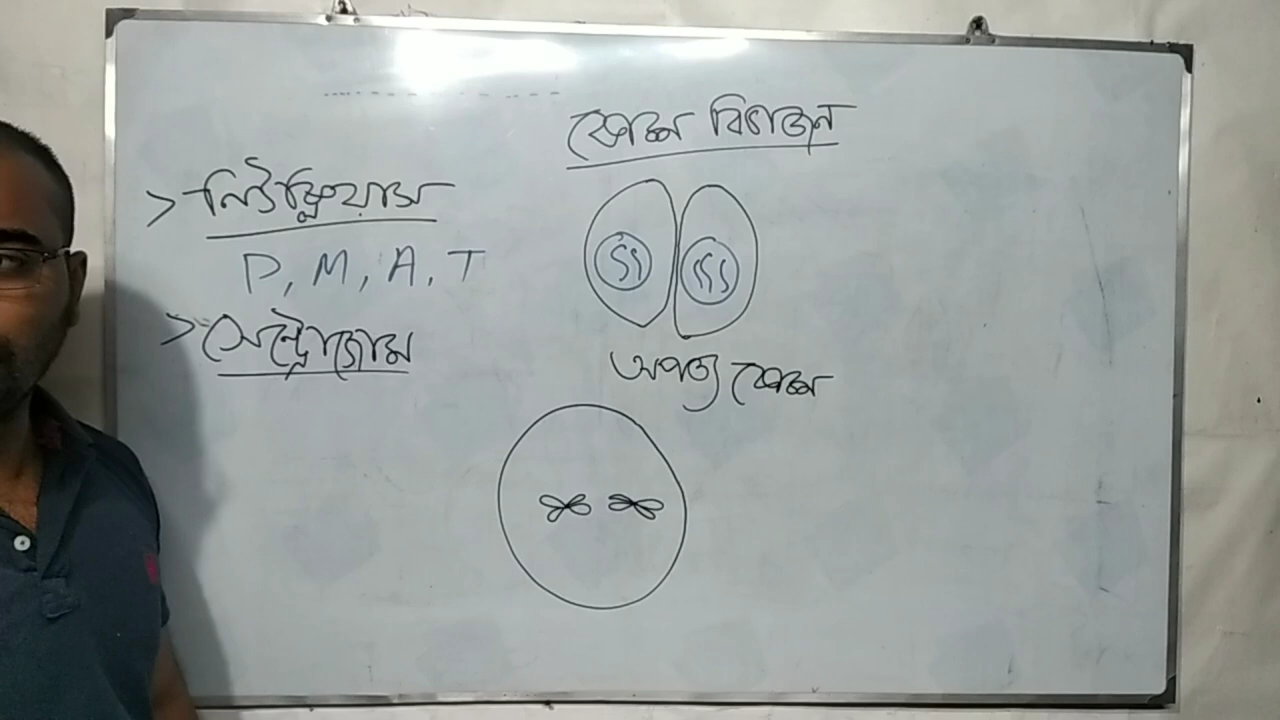 কোষ বিভাজন
> নিউক্লিয়াস
P, M, A, T
> সেন্ট্রোজোম
অপত্য কোষ